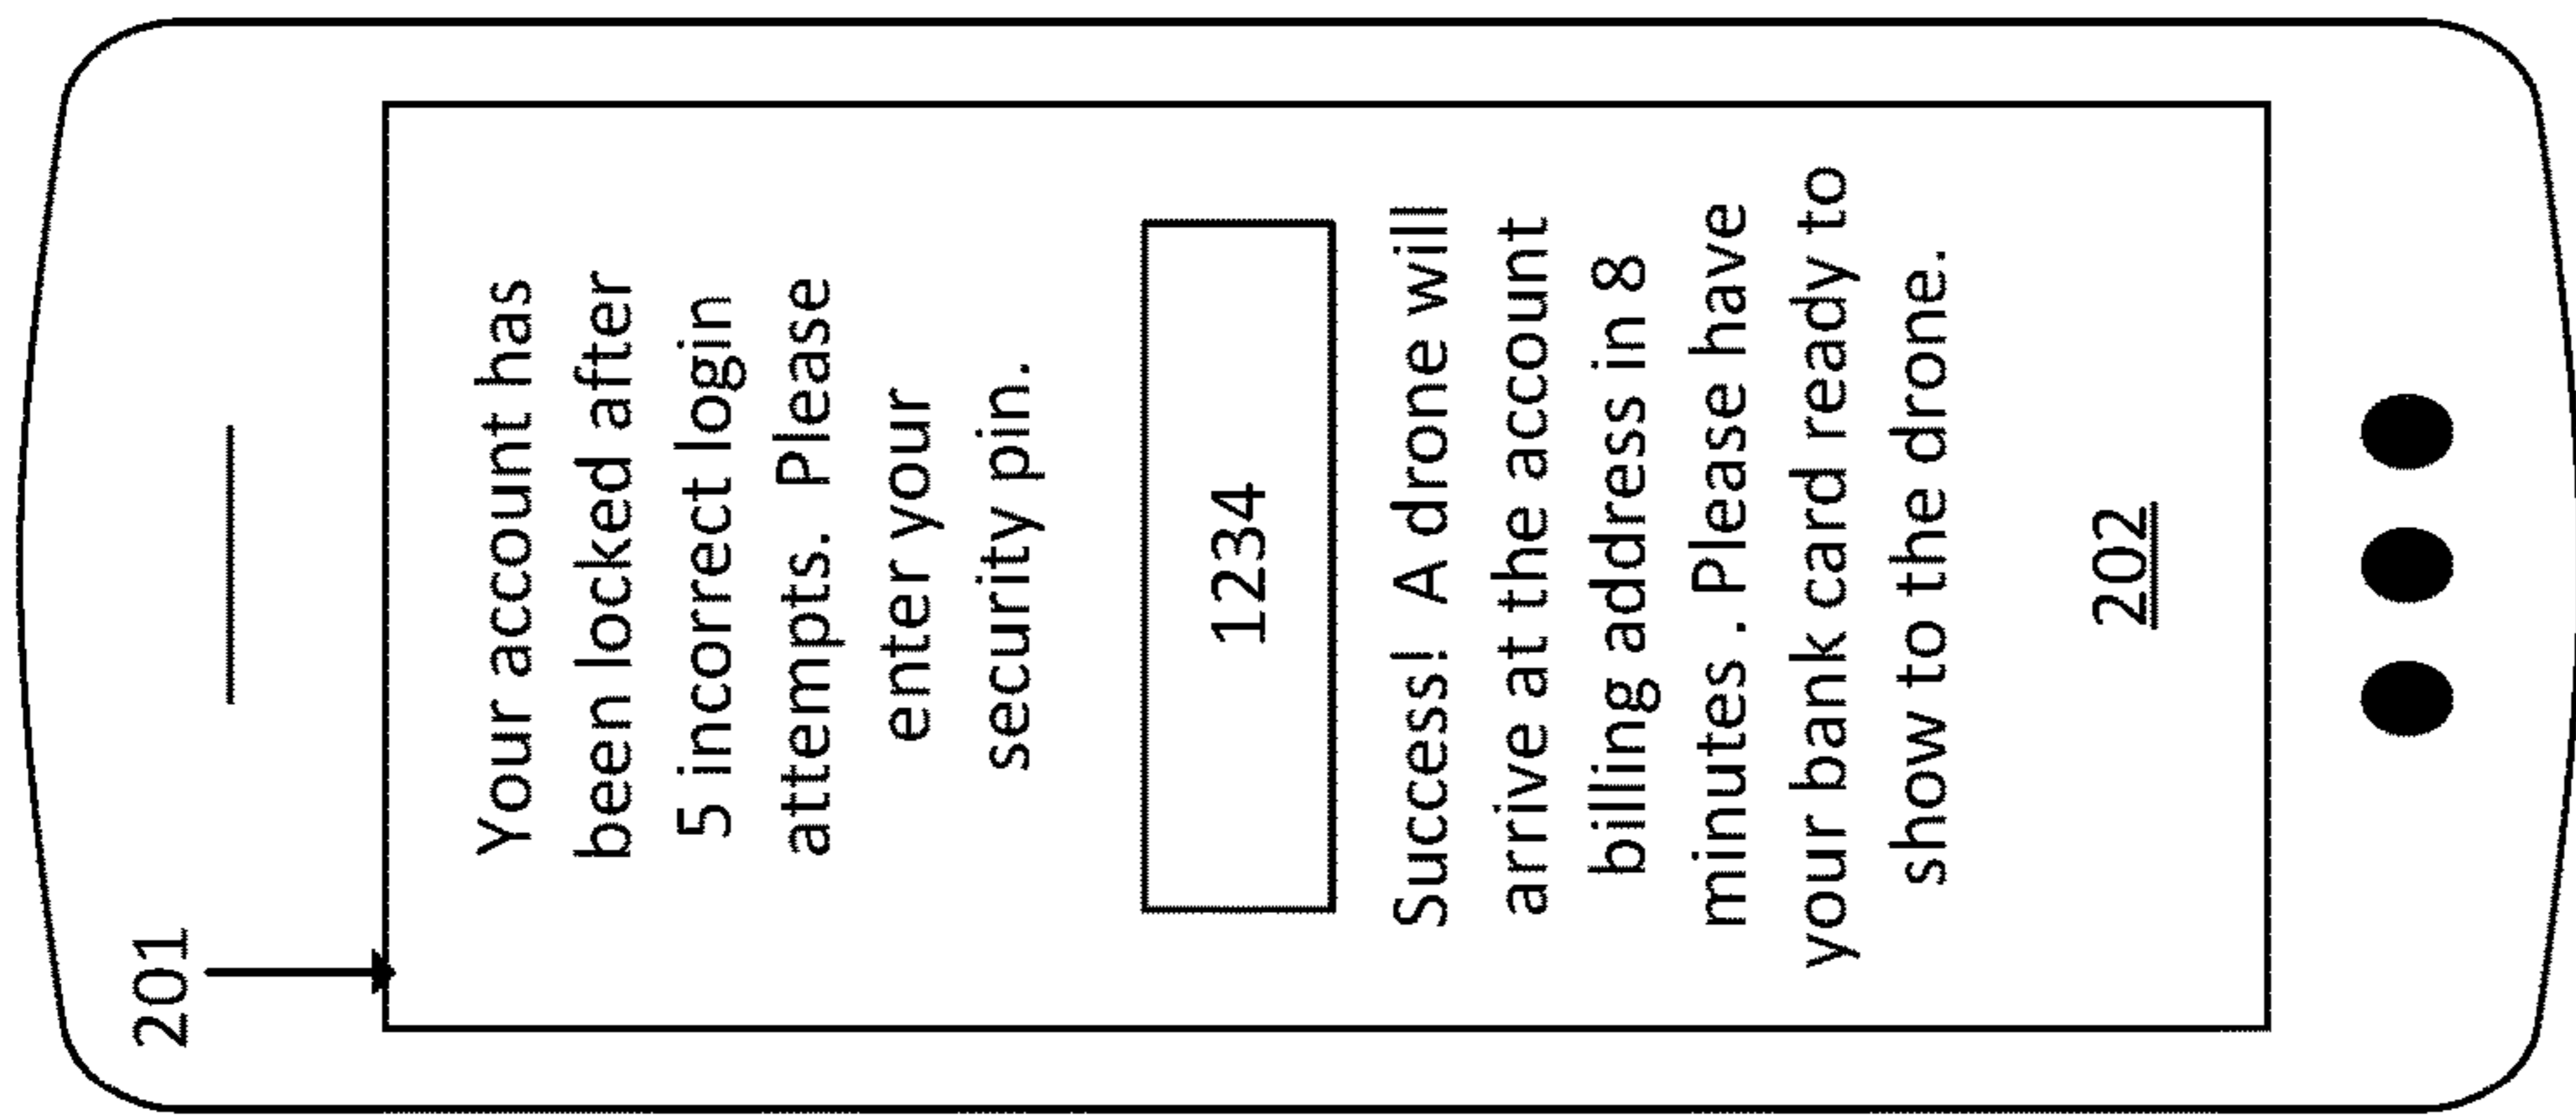 201
Your account has
been locked after
5 incorrect login
attempts. Please
enter your
security pin.
1234
Success! A drone will
arrive at the account
billing address in 8
minutes . Please have
your bank card ready to
show to the drone.
202